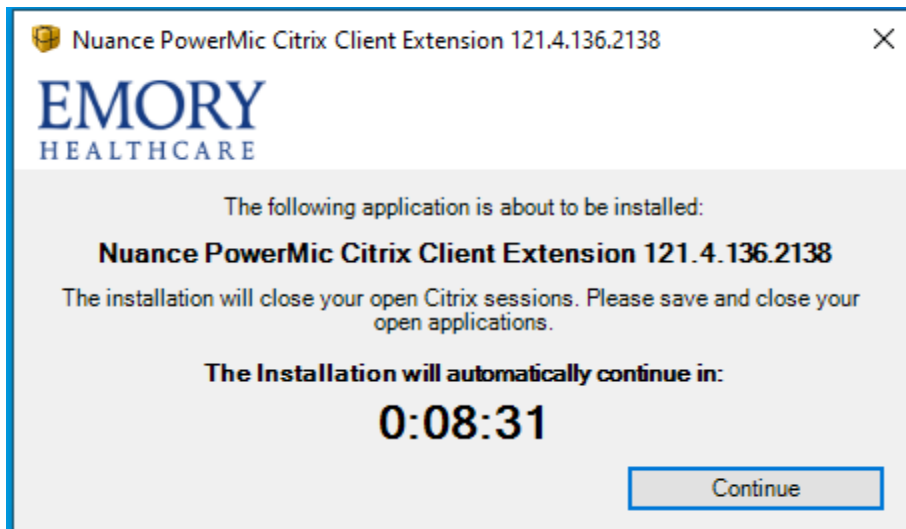 Nuance PowerMic Citrix Client Extension 121.4.136.2138
EMORY
HEALTHCARE
The following application is about to be installed:
Nuance PowerMic Citrix Client Extension 121.4.136.2138
The installation will close your open Citrix sessions. Please save and close your
open applications.
The Installation will automatically continue in:
0:08:31
Continue